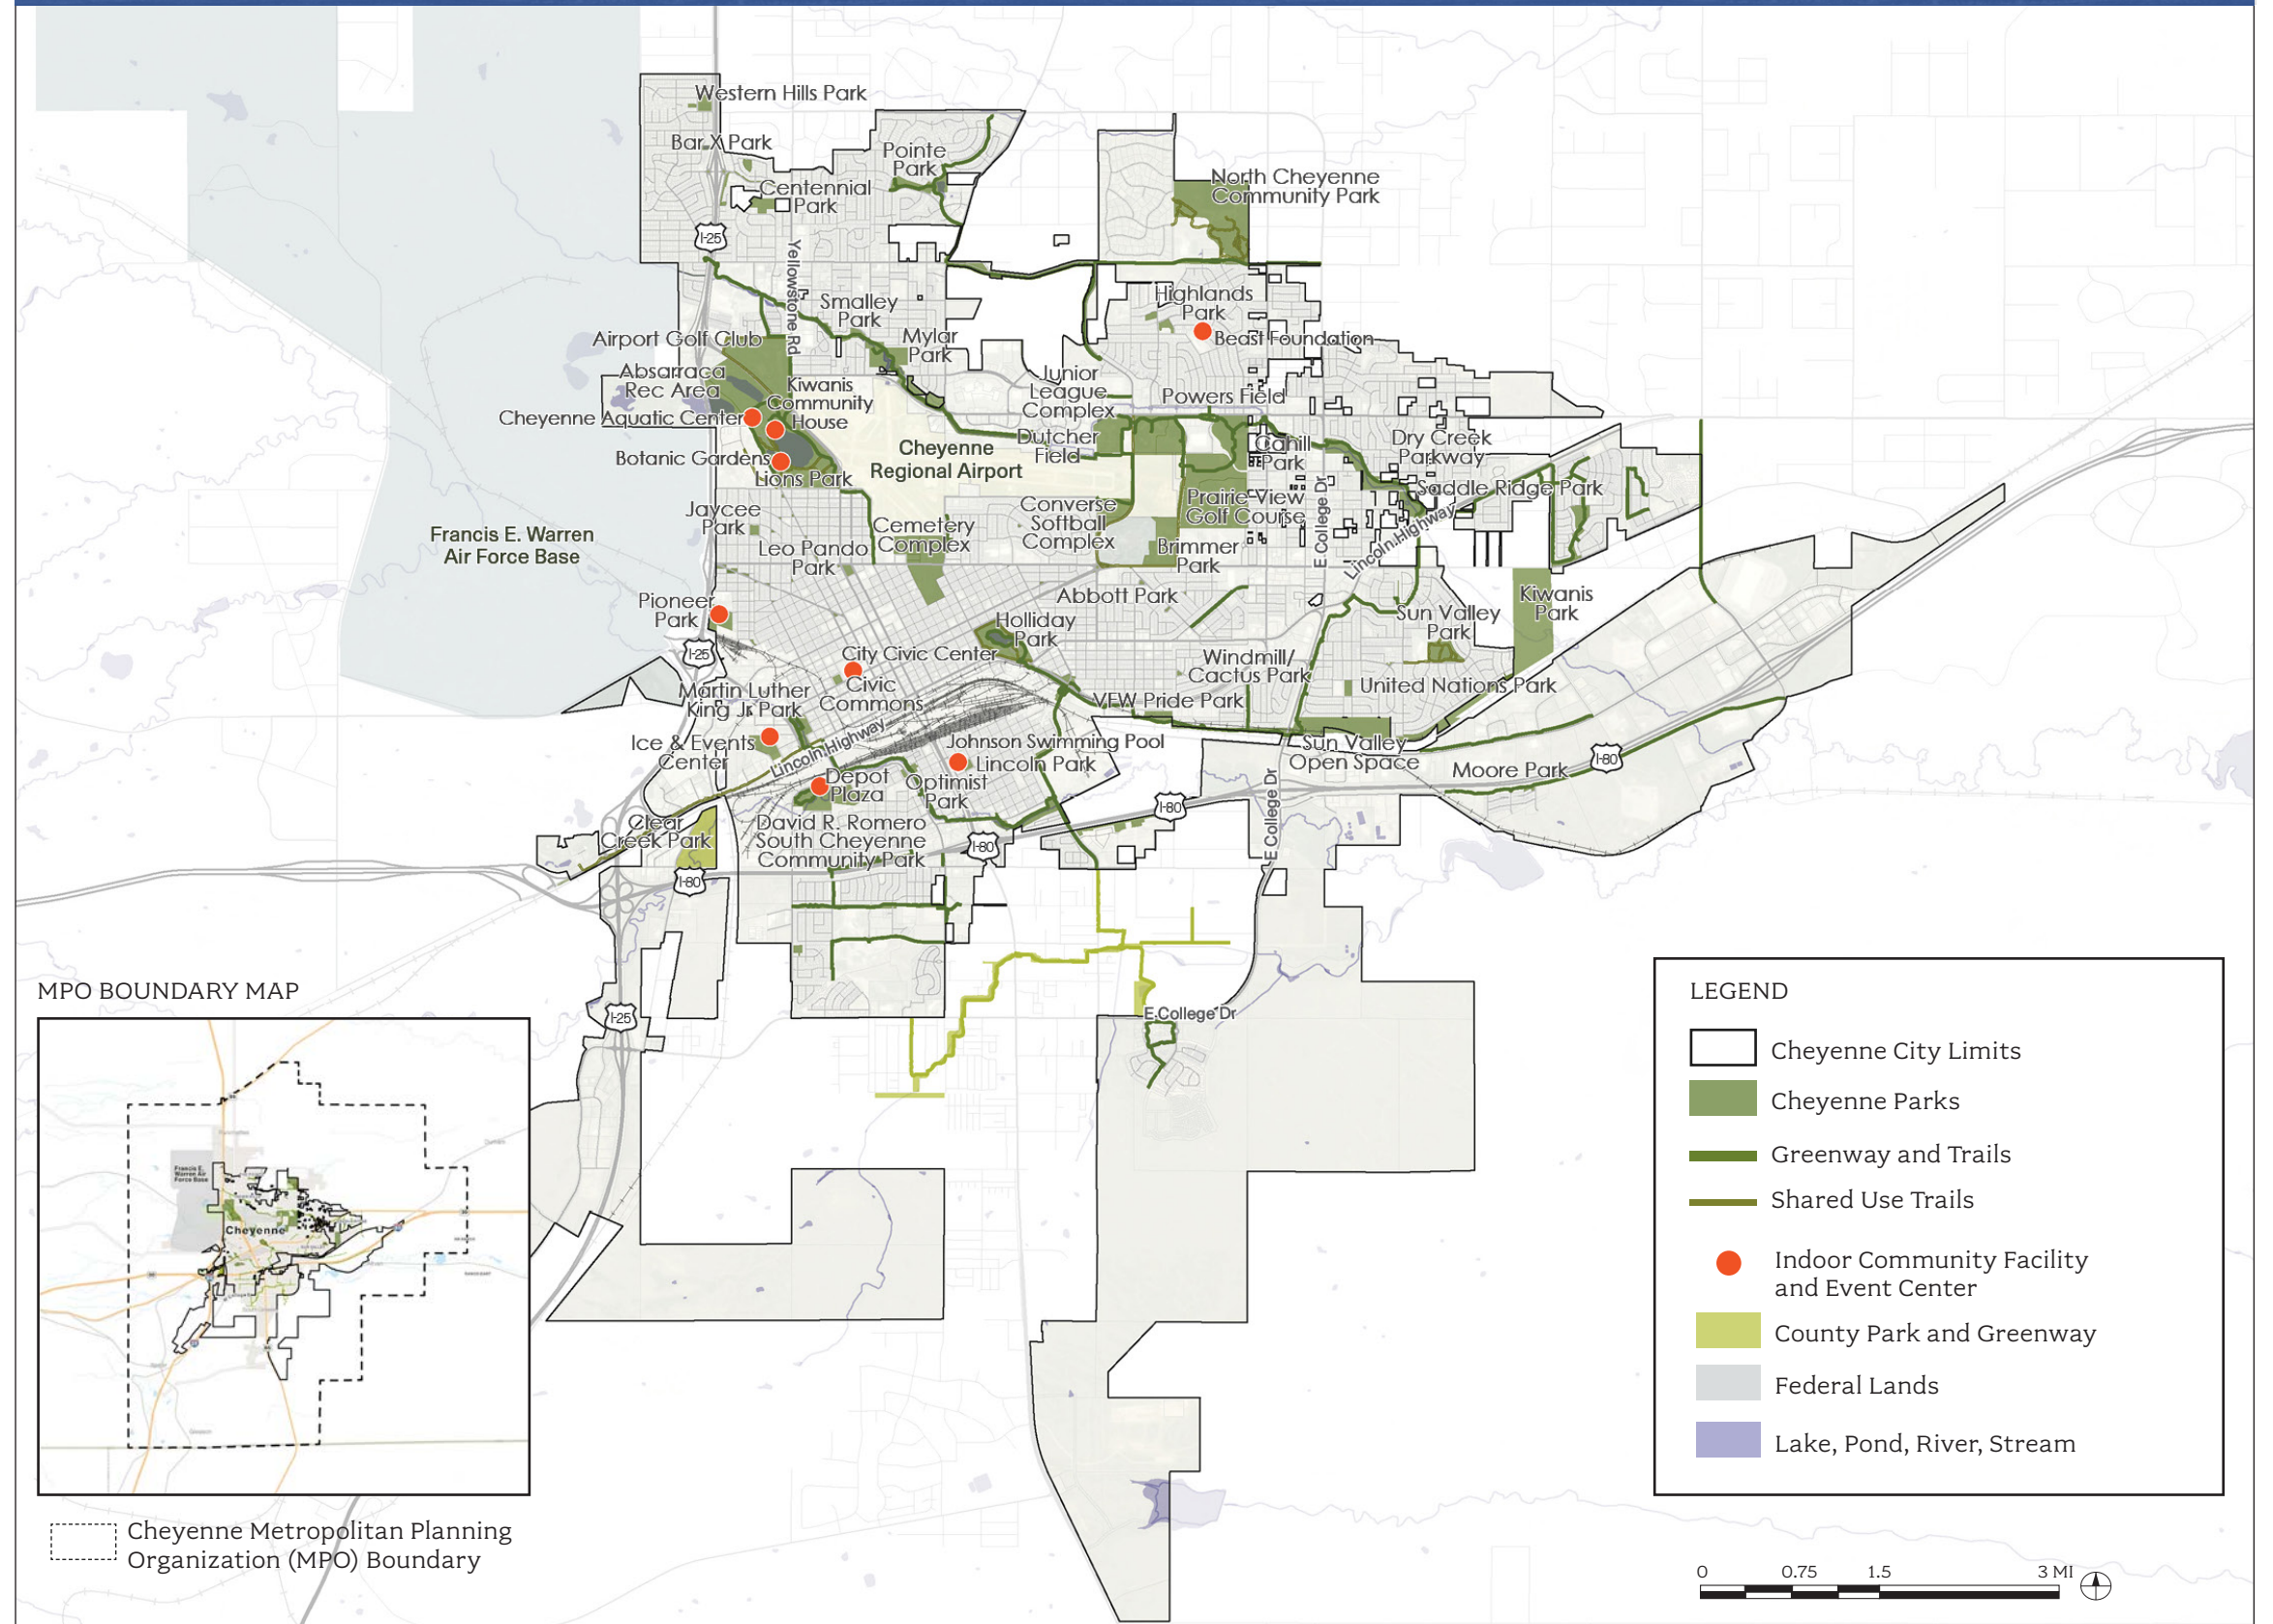 Western Hills Park
Bar X Park
Pointe
Park
Centennial
Park
North Cheyenne
Community Park
I-25
Yellowstone Rd
Smalley
Park
Highlands
Park
Beast Foundation
Airport Golf Club
Mylar
Park
Absarraca
Rec Area
Kiwanis
Community
House
Junior
League
Complex
Powers Field
Cheyenne Aquatic Center
Cheyenne
Regional Airport
Dutcher
Field
Cahill
Park
Dry Creek
Parkway
Botanic Gardens
Lions Park
Saddle Ridge Park
Jaycee
Park
Converse
Softball
Complex
Prairie View
Golf Course
E College Dr
Lincoln Highway
Francis E. Warren
Air Force Base
Cemetery
Complex
Leo Pando
Park
Brimmer
Park
Abbott Park
Kiwanis
Park
Pioneer
Park
Holliday
Park
Sun Valley
Park
I-25
City Civic Center
Windmill/
Cactus Park
Civic
Commons
Martin Luther
King Jr. Park
VFW Pride Park
United Nations Park
Ice & Events
Center
Lincoln Highway
Johnson Swimming Pool
Lincoln Park
Sun Valley
Open Space
Moore Park
I-80
Depot
Plaza
Optimist
Park
I-80
E College Dr
Clear
Creek Park
David R. Romero
South Cheyenne
Community Park
I-80
I-80
I-25
E College Dr
MPO BOUNDARY MAP
Francis E.
Warren Air
Force Base
Cheyenne
Cheyenne Metropolitan Planning
Organization (MPO) Boundary
LEGEND
Cheyenne City Limits
Cheyenne Parks
Greenway and Trails
Shared Use Trails
Indoor Community Facility
and Event Center
County Park and Greenway
Federal Lands
Lake, Pond, River, Stream
0 0.75 1.5 3 MI